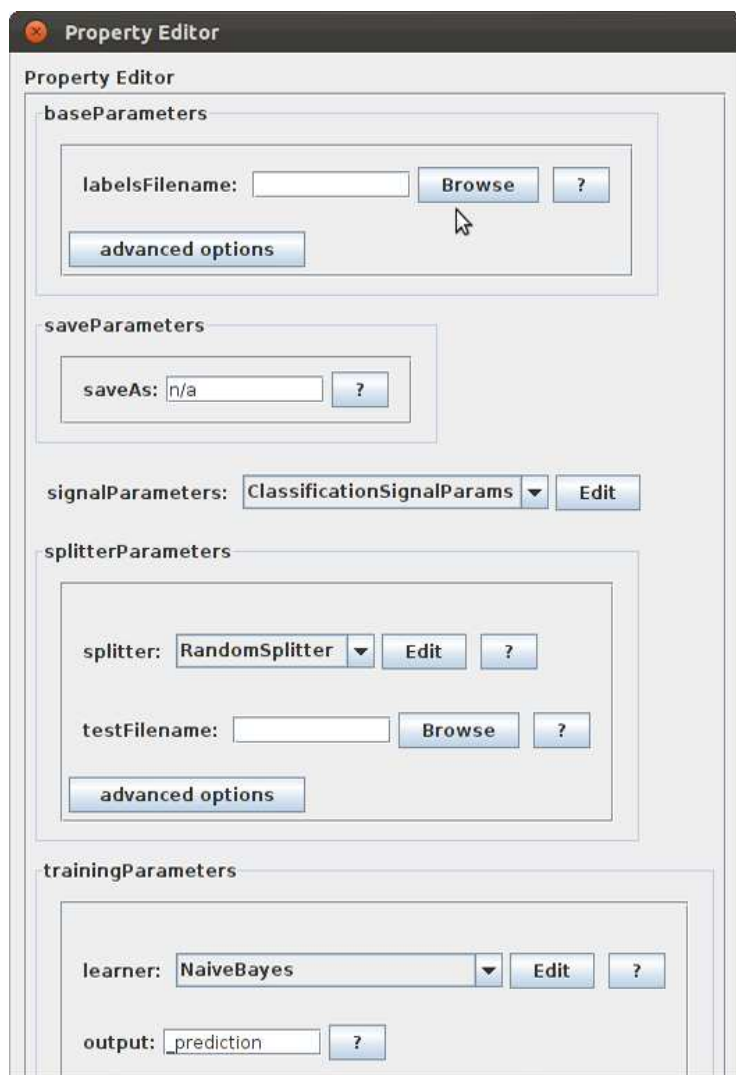 Property Editor
Property Editor
baseParameters
labelsFilename: Browse ?
advanced options
saveParameters
saveAs: n/a ?
signalParameters: ClassificationSignalParams Edit
splitterParameters
splitter: RandomSplitter Edit ?
testFilename: Browse ?
advanced options
trainingParameters
learner: NaiveBayes Edit ?
output: _prediction ?